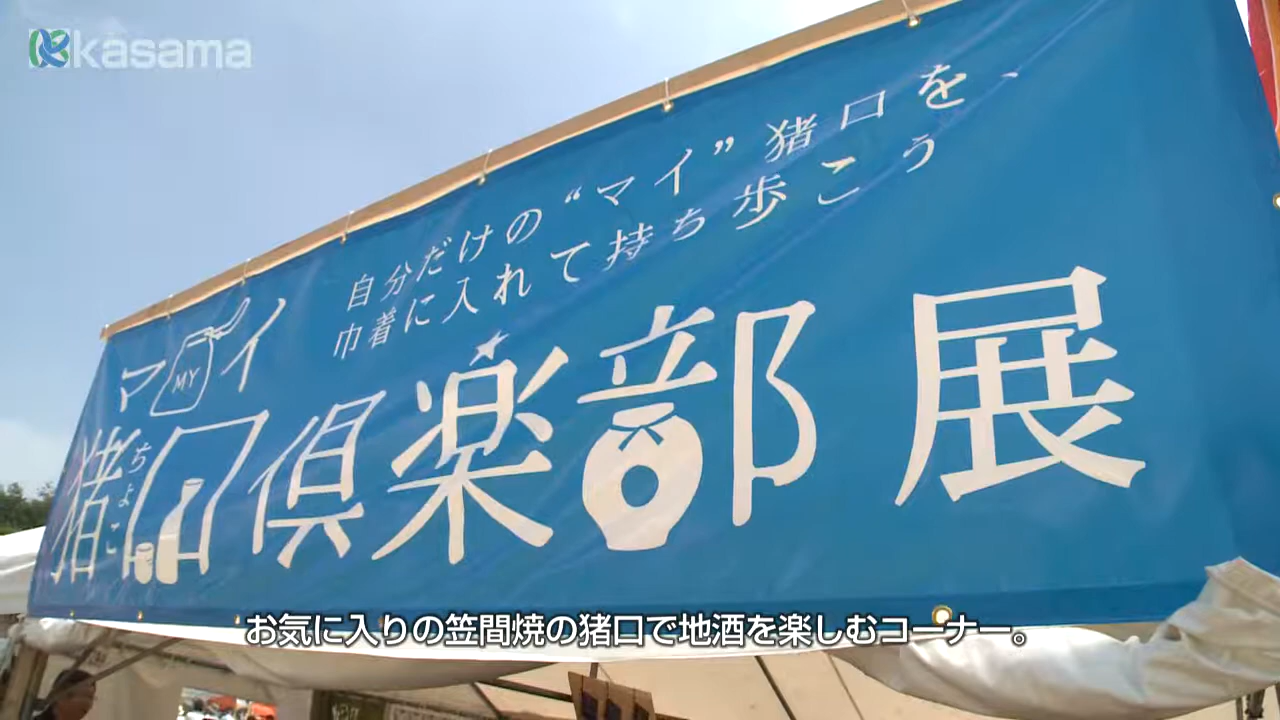 kasama
自分だけの“マイ”猪口を、
巾着に入れて持ち歩こう
マイ
MY
ちょこ
猪口倶楽部 展
お気に入りの笠間焼の猪口で地酒を楽しむコーナー。